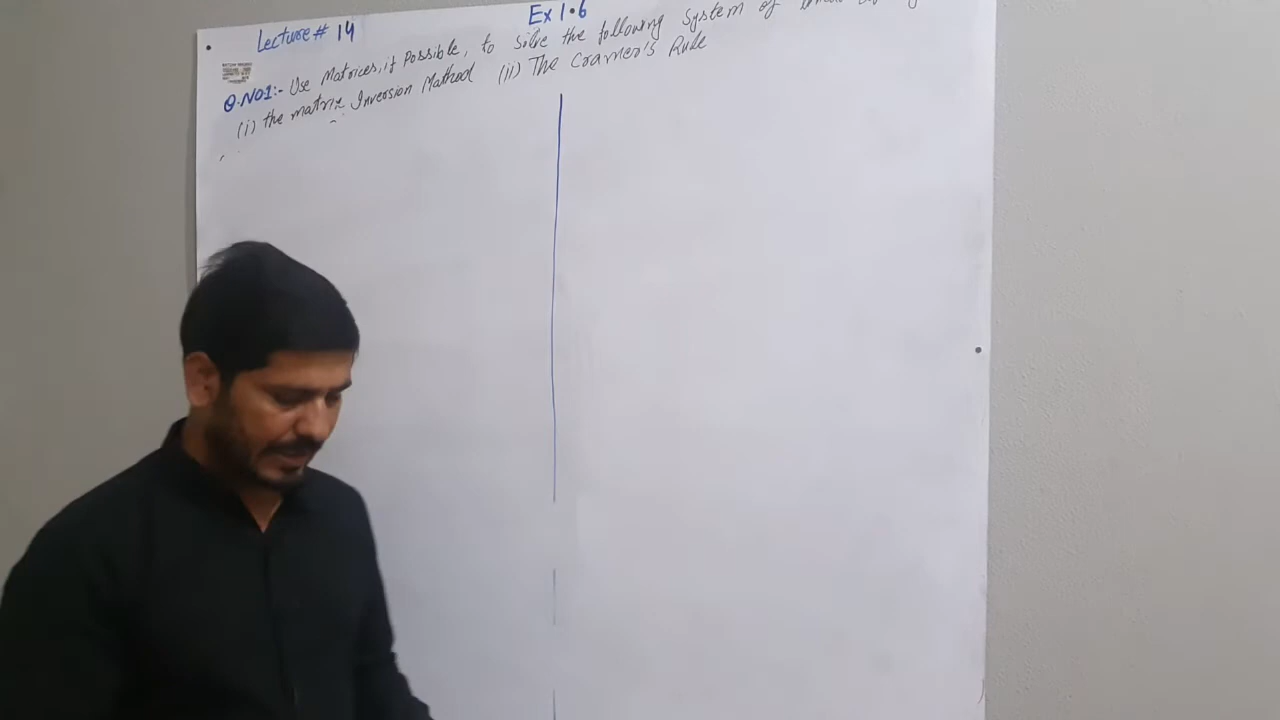 Lecture# 14
Ex 1.6
Q.NO1:- Use Matrices, if Possible, to Solve the following System of
(i) the matrix Inversion Mathod (ii) The Cramer's Rule